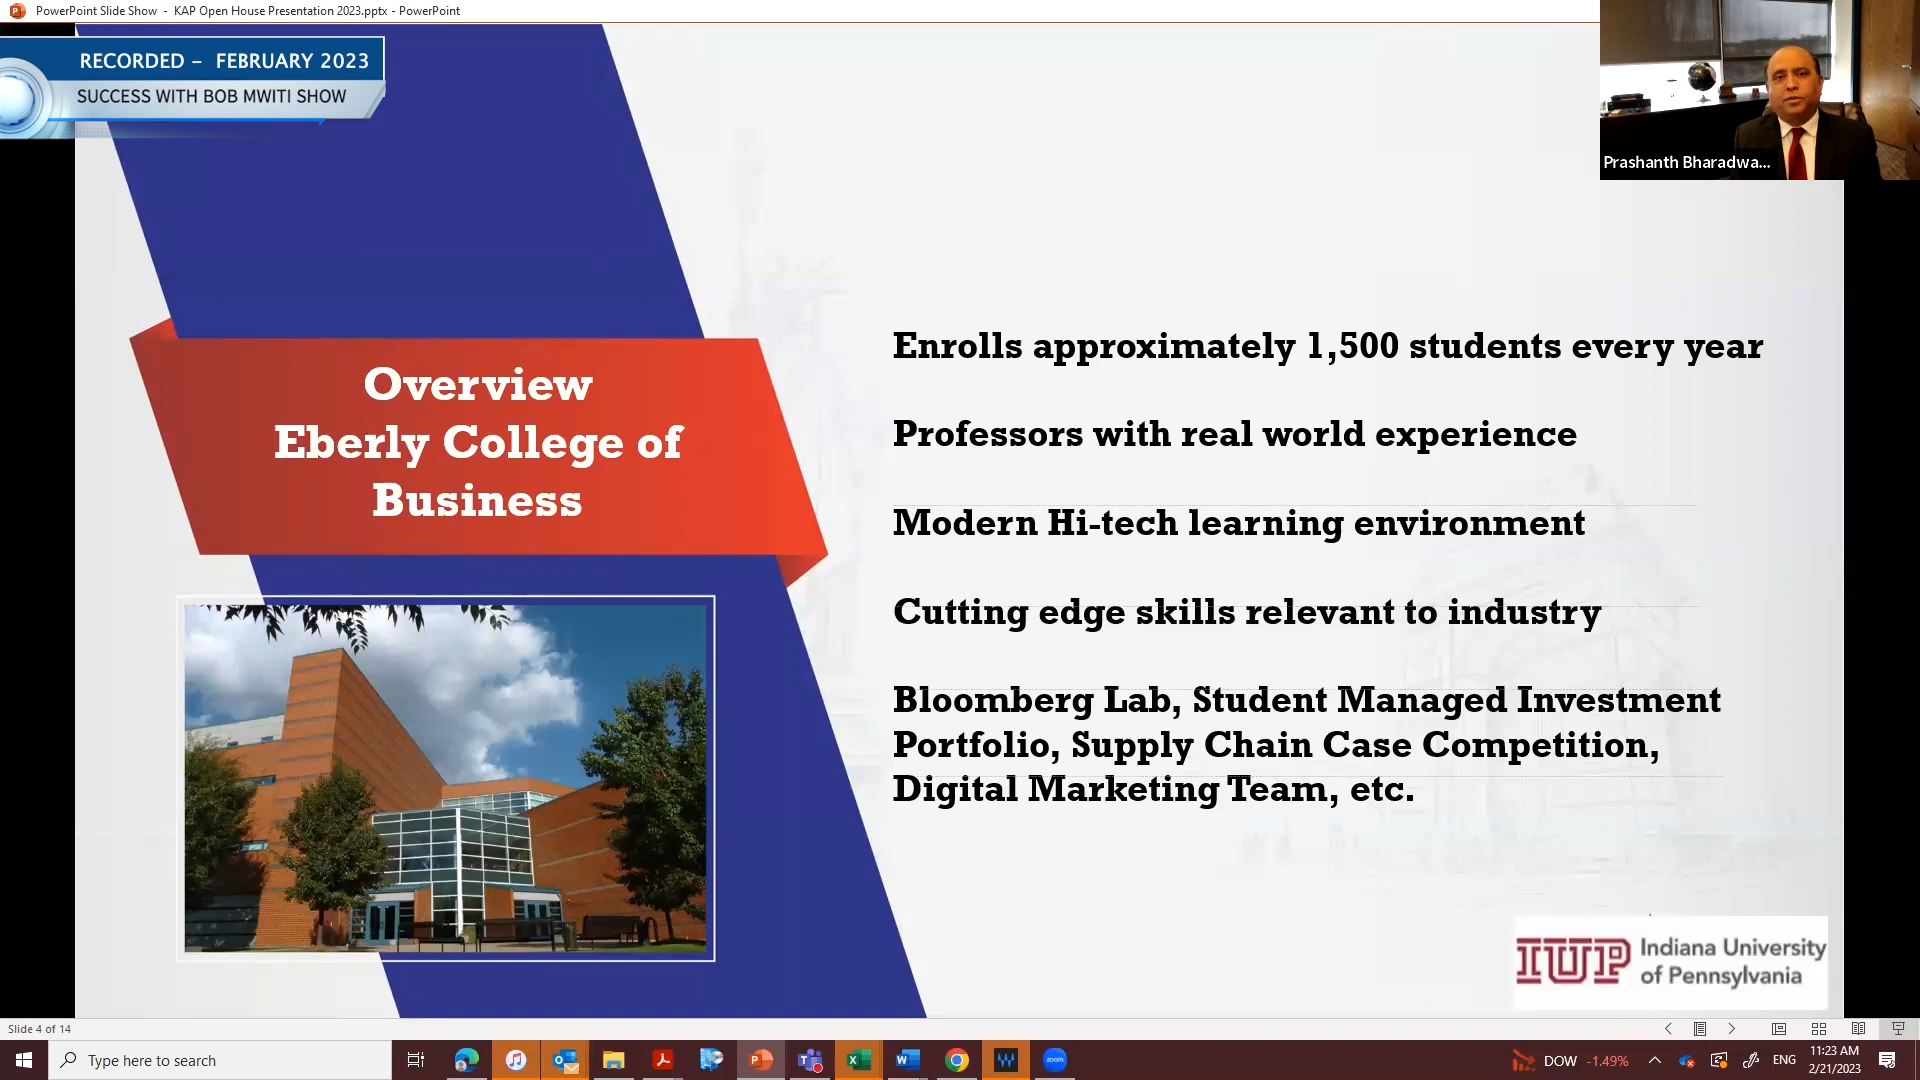 PowerPoint Slide Show - KAP Open House Presentation 2023.pptx - PowerPoint
RECORDED – FEBRUARY 2023
SUCCESS WITH BOB MWITI SHOW
Prashanth Bharadwa...
Overview
Eberly College of
Business
Enrolls approximately 1,500 students every year
Professors with real world experience
Modern Hi-tech learning environment
Cutting edge skills relevant to industry
Bloomberg Lab, Student Managed Investment
Portfolio, Supply Chain Case Competition,
Digital Marketing Team, etc.
IUP Indiana University
of Pennsylvania
Slide 4 of 14
Type here to search
zoom
DOW -1.49%
ENG
11:23 AM
2/21/2023